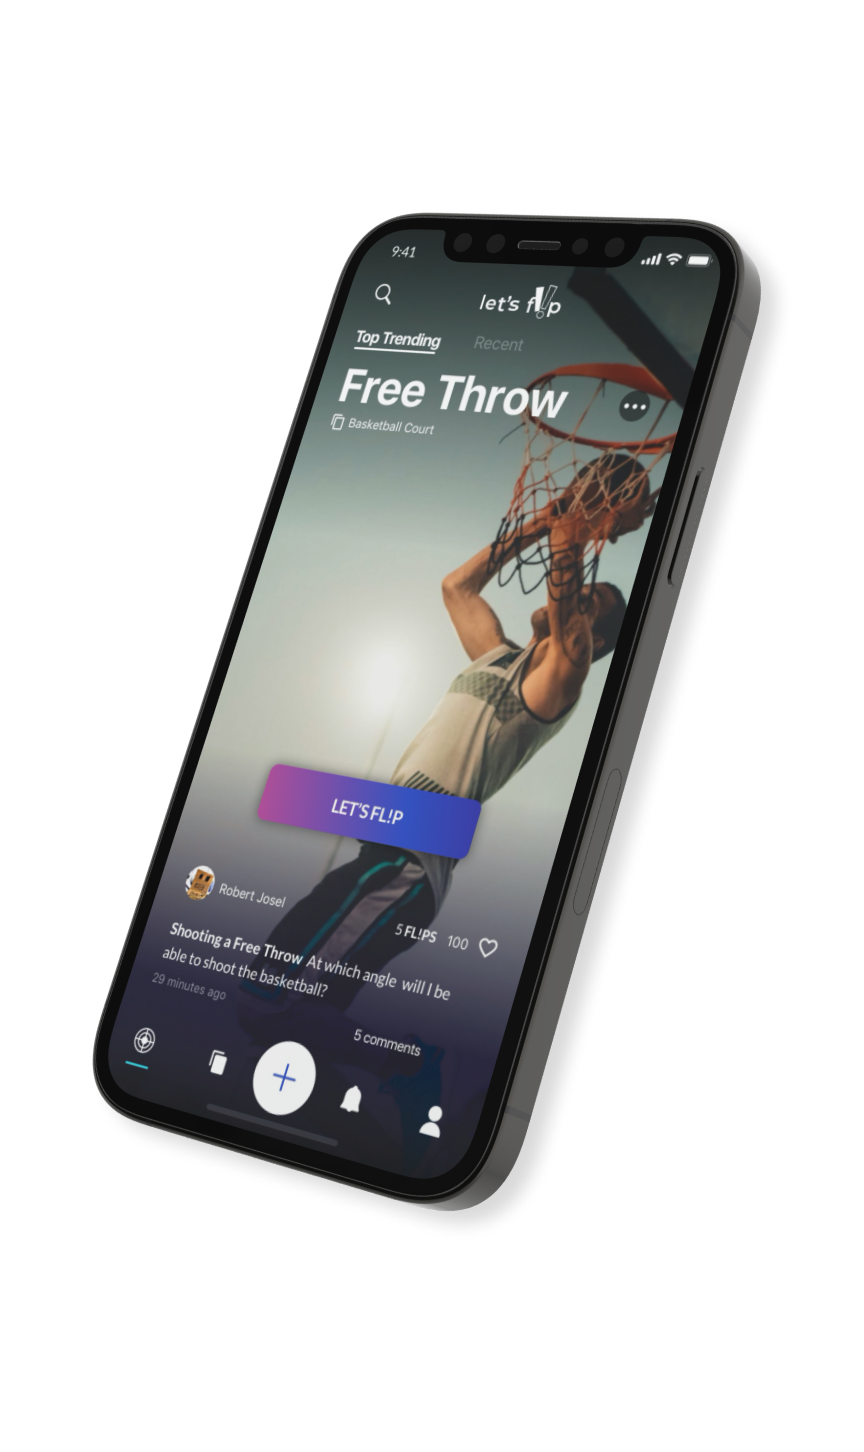 9:41
let's fl!p
Top Trending Recent
Free Throw
Basketball Court
LET'S FL!P
Robert Josel
5 FL!PS 100
Shooting a Free Throw At which angle will I be
able to shoot the basketball?
29 minutes ago
5 comments